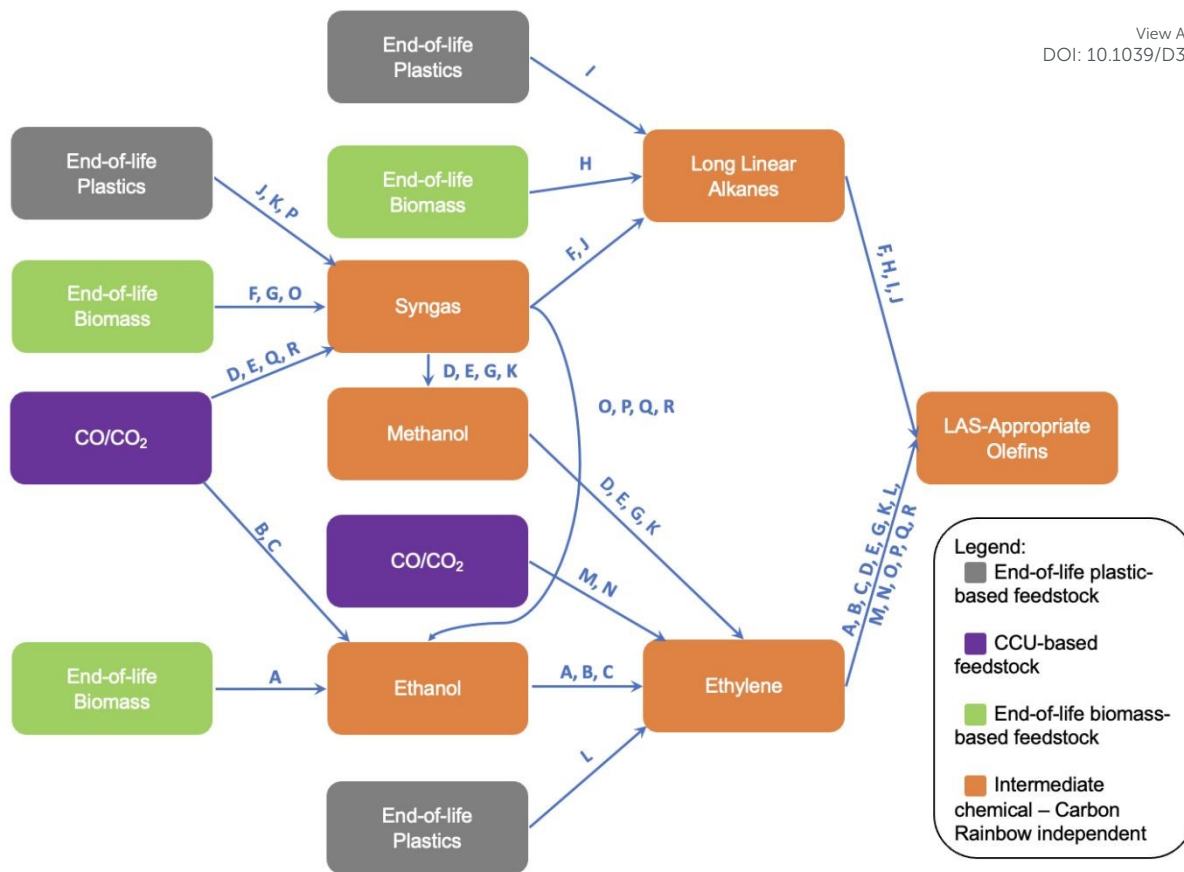 View A
DOI: 10.1039/D3
End-of-life
Plastics
I
End-of-life
Plastics
J, K, P
End-of-life
Biomass
H
Long Linear
Alkanes
F, J
F, H, I, J
End-of-life
Biomass
F, G, O
Syngas
D, E, Q, R
D, E, G, K
O, P, Q, R
CO/CO₂
Methanol
D, E, G, K
LAS-Appropriate
Olefins
B, C
CO/CO₂
M, N
A, B, C, D, E, G, K, L,
M, N, O, P, Q, R
End-of-life
Biomass
A
Ethanol
A, B, C
Ethylene
L
End-of-life
Plastics
Legend:
End-of-life plastic-
based feedstock
CCU-based
feedstock
End-of-life biomass-
based feedstock
Intermediate
chemical – Carbon
Rainbow independent